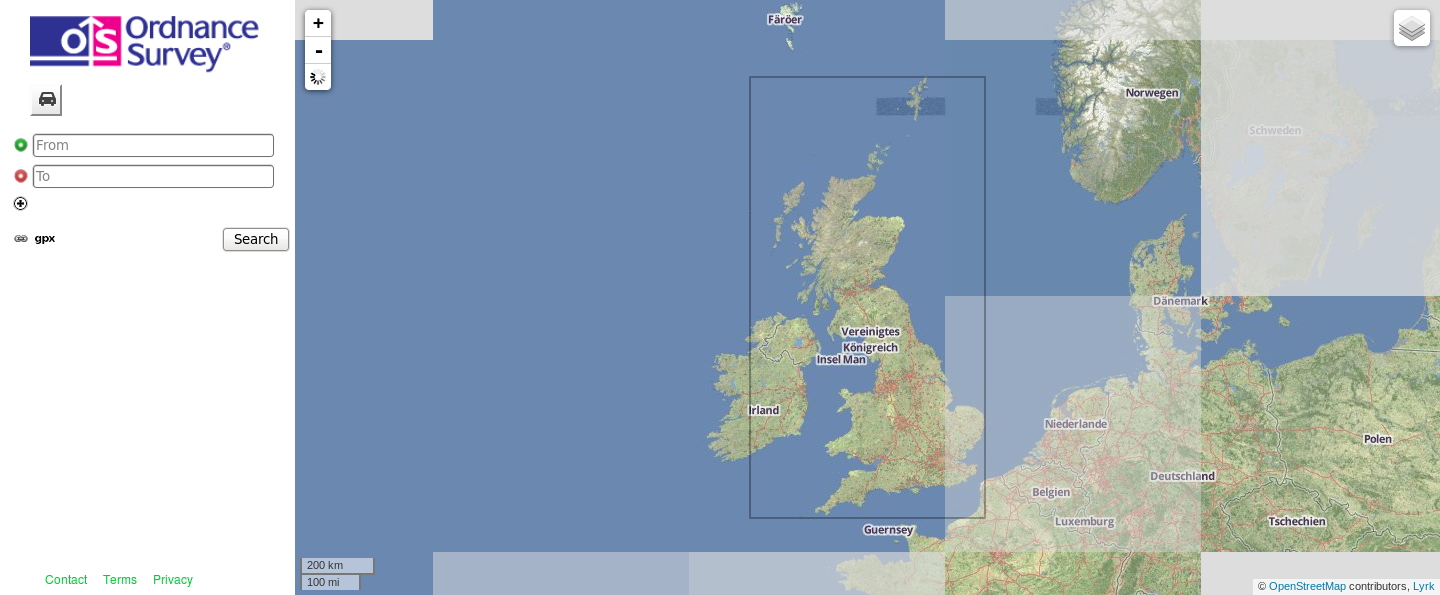 OS Ordnance
Survey®
From
To
gpx
Search
Contact Terms Privacy
+
-
Färöer
Norwegen
Schweden
Dänemark
Vereinigtes
Königreich
Insel Man
Irland
Niederlande
Polen
Deutschland
Belgien
Luxemburg
Tschechien
Guernsey
200 km
100 mi
© OpenStreetMap contributors, Lyrk